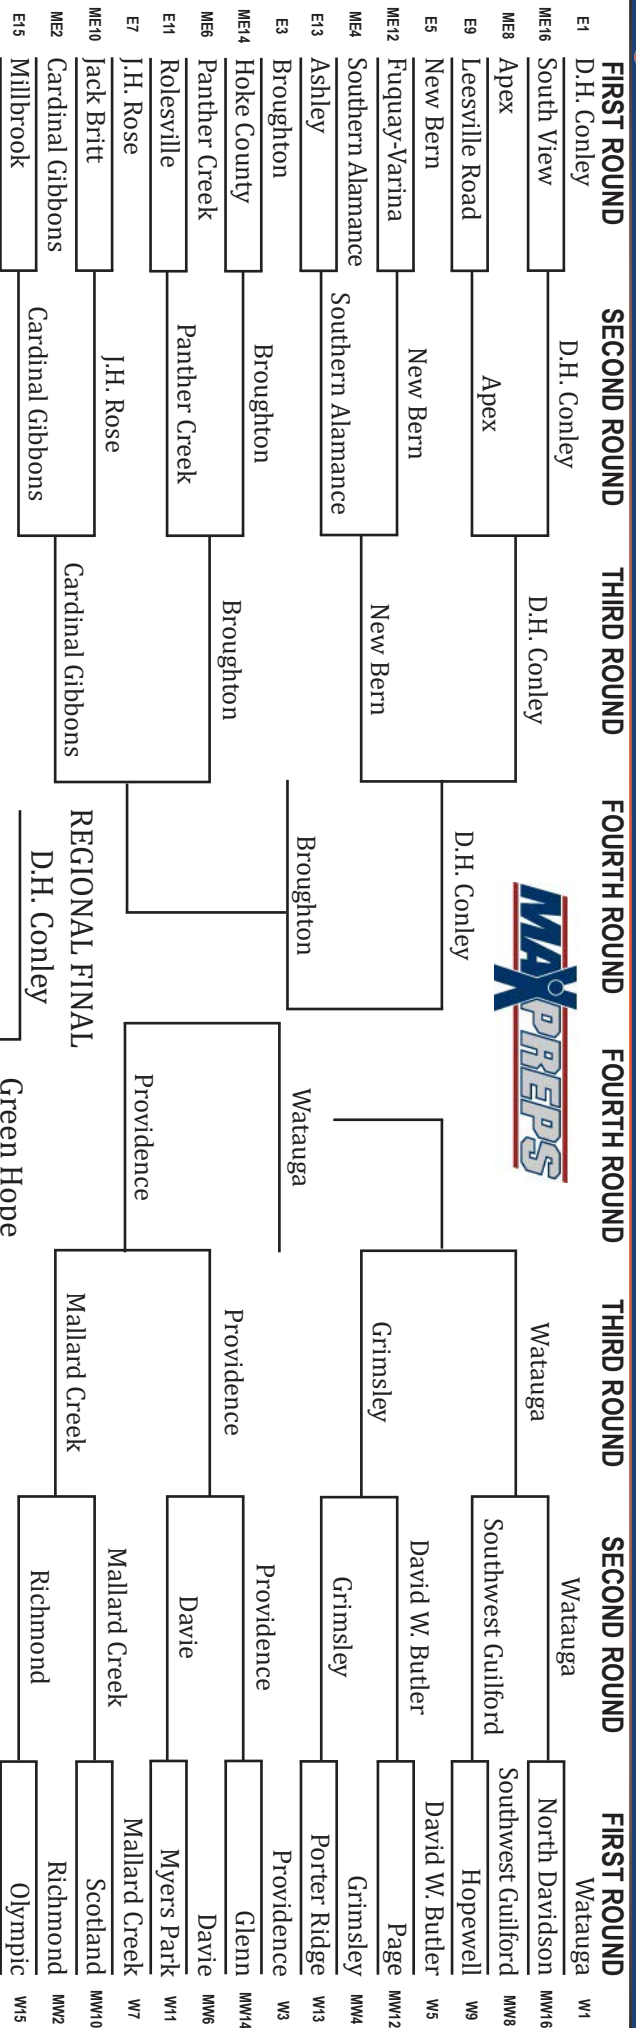 FIRST ROUND
SECOND ROUND
THIRD ROUND
FOURTH ROUND
FOURTH ROUND
THIRD ROUND
SECOND ROUND
FIRST ROUND
E1 D.H. Conley
ME16 South View
ME8 Apex
E9 Leesville Road
E5 New Bern
ME12 Fuquay-Varina
ME4 Southern Alamance
E13 Ashley
E3 Broughton
ME14 Hoke County
ME6 Panther Creek
E11 Rolesville
E7 J.H. Rose
ME10 Jack Britt
ME2 Cardinal Gibbons
E15 Millbrook
D.H. Conley
Apex
New Bern
Southern Alamance
Broughton
Panther Creek
J.H. Rose
Cardinal Gibbons
D.H. Conley
New Bern
Broughton
Cardinal Gibbons
D.H. Conley
Broughton
REGIONAL FINAL
D.H. Conley
MAXPREPS
Green Hope
Watauga
Providence
Watauga
Grimsley
Providence
Mallard Creek
Watauga
Southwest Guilford
David W. Butler
Grimsley
Providence
Davie
Mallard Creek
Richmond
Watauga W1
North Davidson MW16
Southwest Guilford MW8
Hopewell W9
David W. Butler W5
Page MW12
Grimsley MW4
Porter Ridge W13
Providence W3
Glenn MW14
Davie MW6
Myers Park W11
Mallard Creek W7
Scotland MW10
Richmond MW2
Olympic W15